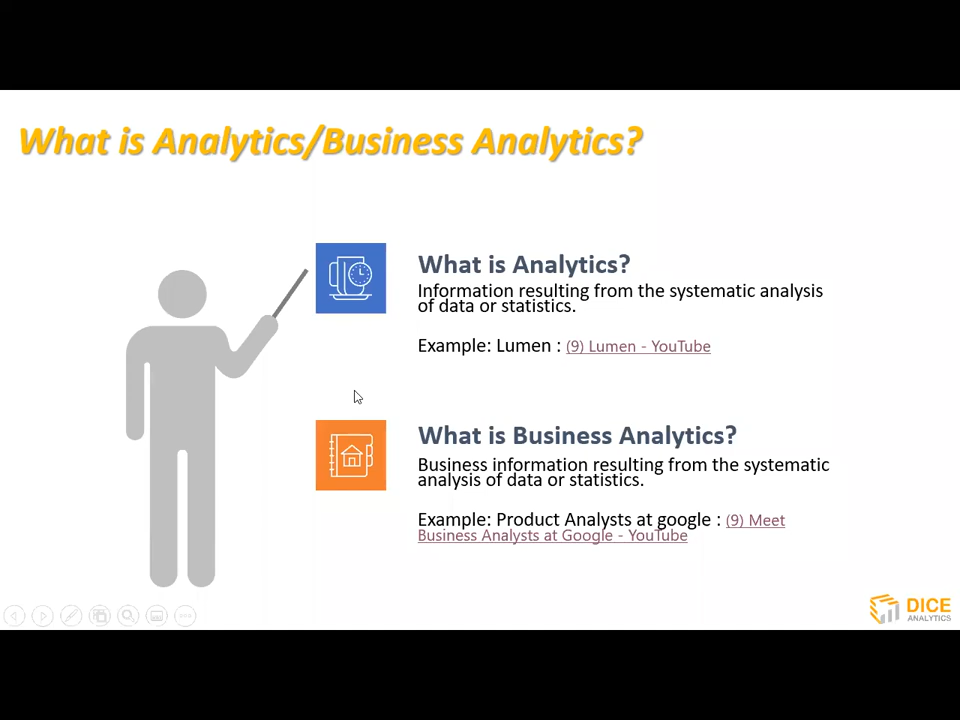 What is Analytics/Business Analytics?
What is Analytics?
Information resulting from the systematic analysis
of data or statistics.
Example: Lumen : (9) Lumen - YouTube
What is Business Analytics?
Business information resulting from the systematic
analysis of data or statistics.
Example: Product Analysts at google : (9) Meet
Business Analysts at Google - YouTube
DICE
ANALYTICS